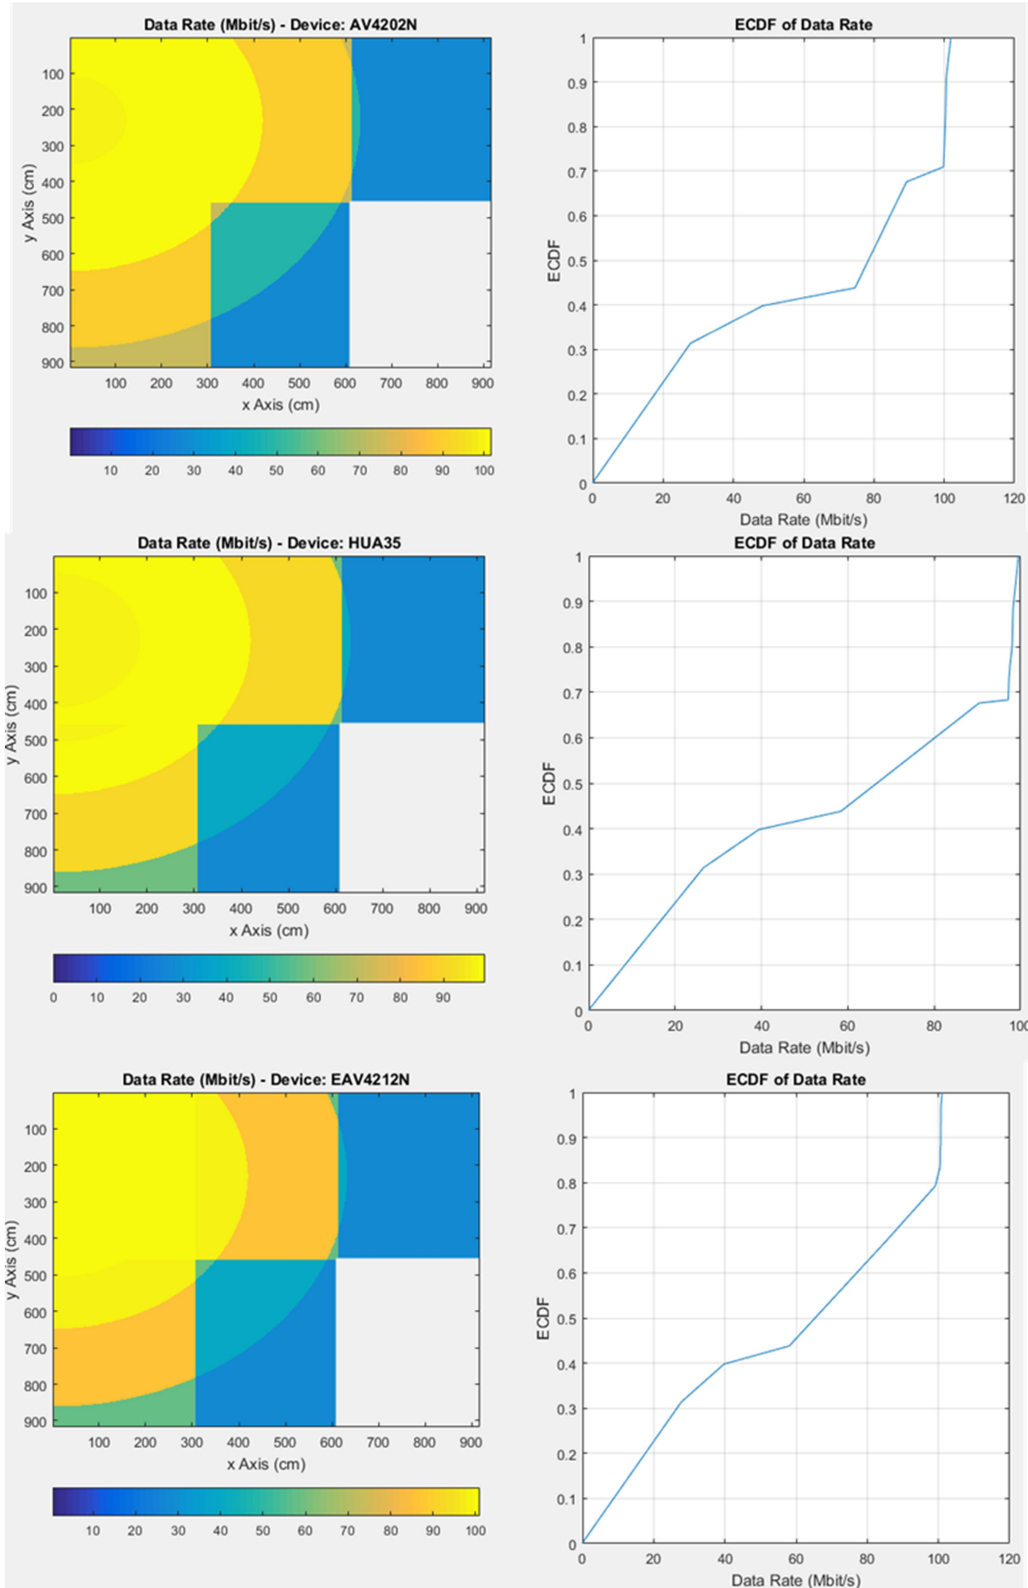 Data Rate (Mbit/s) - Device: AV4202N
100
200
300
400
500
600
700
800
900
y Axis (cm)
100 200 300 400 500 600 700 800 900
x Axis (cm)
10 20 30 40 50 60 70 80 90 100
ECDF of Data Rate
1
0.9
0.8
0.7
0.6
0.5
0.4
0.3
0.2
0.1
0
ECDF
0 20 40 60 80 100 120
Data Rate (Mbit/s)
Data Rate (Mbit/s) - Device: HUA35
100
200
300
400
500
600
700
800
900
y Axis (cm)
100 200 300 400 500 600 700 800 900
x Axis (cm)
0 10 20 30 40 50 60 70 80 90
ECDF of Data Rate
1
0.9
0.8
0.7
0.6
0.5
0.4
0.3
0.2
0.1
0
ECDF
0 20 40 60 80 100
Data Rate (Mbit/s)
Data Rate (Mbit/s) - Device: EAV4212N
100
200
300
400
500
600
700
800
900
y Axis (cm)
100 200 300 400 500 600 700 800 900
x Axis (cm)
10 20 30 40 50 60 70 80 90 100
ECDF of Data Rate
1
0.9
0.8
0.7
0.6
0.5
0.4
0.3
0.2
0.1
0
ECDF
0 20 40 60 80 100 120
Data Rate (Mbit/s)